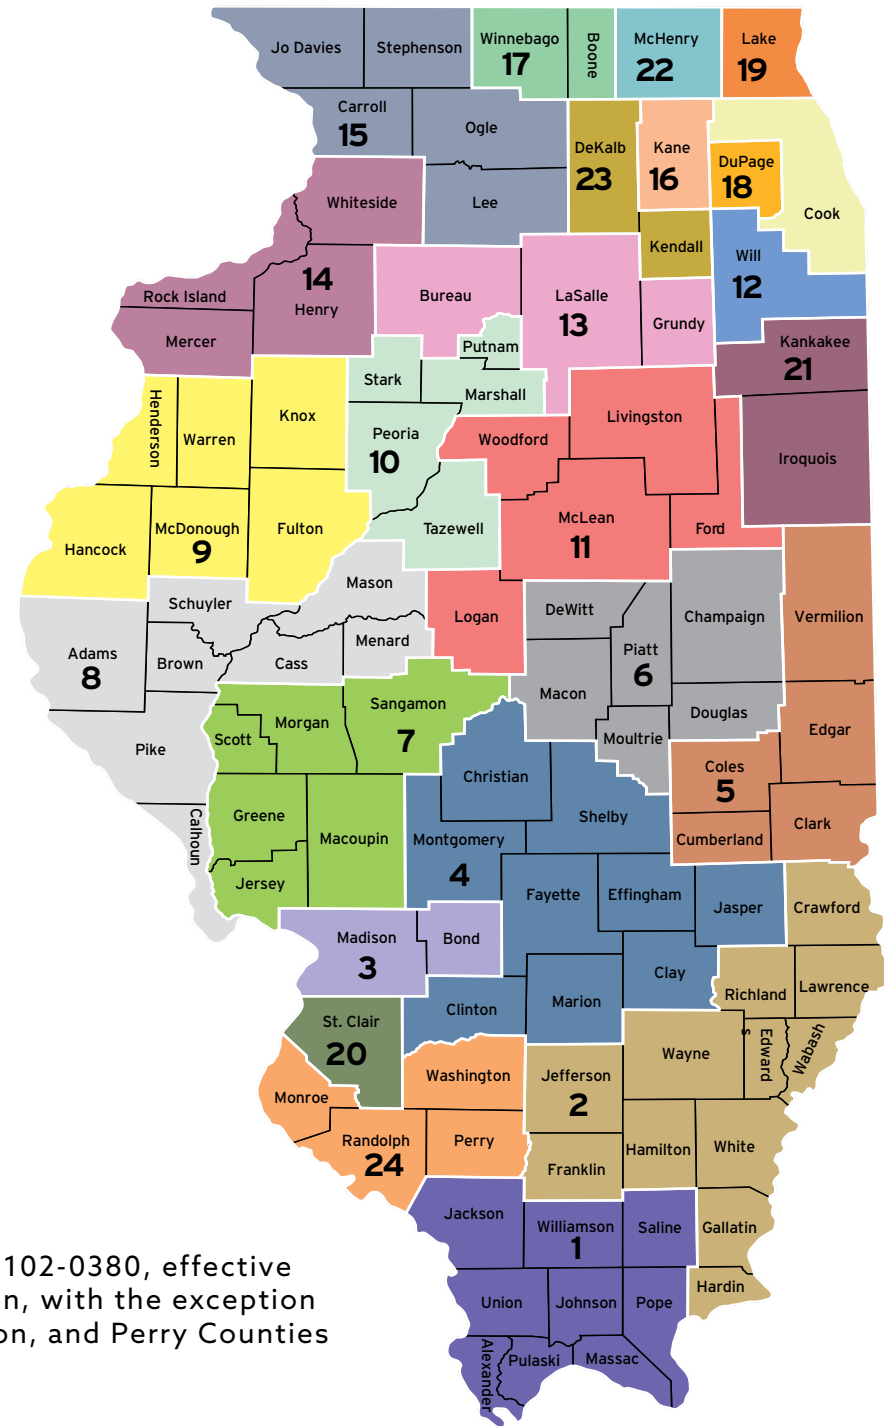 Jo Davies
Stephenson
Winnebago
17
Boone
McHenry
22
Lake
19
Carroll
15
Ogle
DeKalb
23
Kane
16
DuPage
18
Cook
Whiteside
Lee
Kendall
Will
12
14
Henry
Rock Island
Mercer
Bureau
LaSalle
13
Grundy
Putnam
Kankakee
21
Stark
Marshall
Henderson
Warren
Knox
Peoria
10
Woodford
Livingston
Iroquois
Hancock
McDonough
9
Fulton
Tazewell
McLean
11
Ford
Mason
Schuyler
Logan
DeWitt
Champaign
Vermilion
Adams
8
Brown
Cass
Menard
Piatt
6
Macon
Douglas
Sangamon
7
Morgan
Scott
Pike
Moultrie
Edgar
Christian
Coles
5
Greene
Calhoun
Macoupin
Montgomery
4
Shelby
Cumberland
Clark
Jersey
Fayette
Effingham
Jasper
Crawford
Madison
3
Bond
Clay
Richland
Lawrence
Clinton
Marion
St. Clair
20
Wayne
Edward
s
Wabash
Washington
Jefferson
2
Monroe
Randolph
24
Perry
Franklin
Hamilton
White
Jackson
Williamson
1
Saline
Gallatin
Hardin
Union
Johnson
Pope
Alexander
Pulaski
Massac
102-0380, effective
n, with the exception
on, and Perry Counties